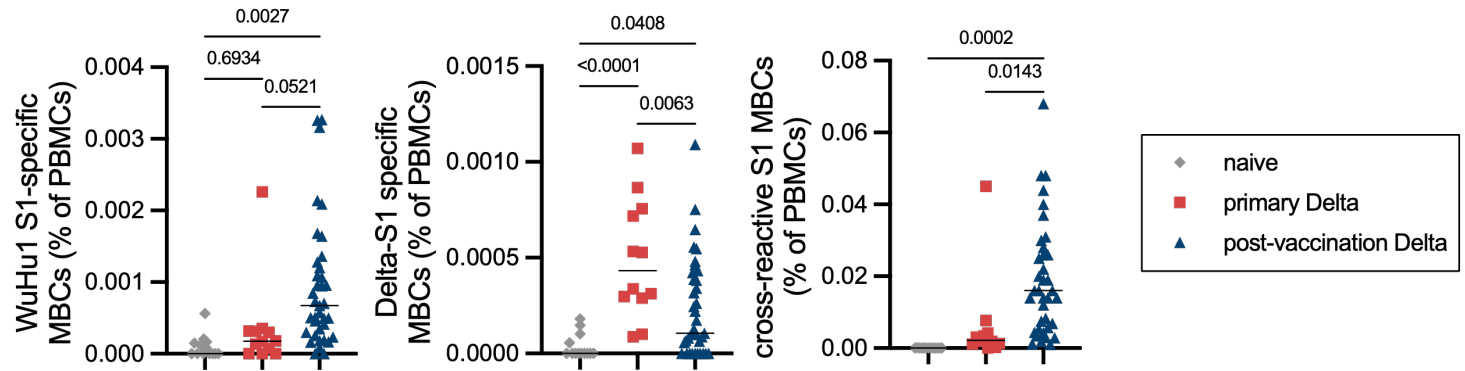 0.0027
0.6934
0.0521
WuHu1 S1-specific
MBCs (% of PBMCs)
0.004
0.003
0.002
0.001
0.000
0.0408
<0.0001
0.0063
Delta-S1 specific
MBCs (% of PBMCs)
0.0015
0.0010
0.0005
0.0000
0.0002
0.0143
cross-reactive S1 MBCs
(% of PBMCs)
0.08
0.06
0.04
0.02
0.00
naive
primary Delta
post-vaccination Delta